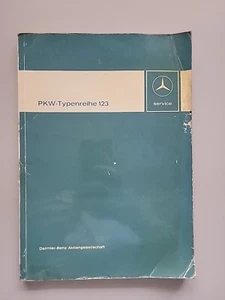 PKW-Typenreihe 123
service
Daimler-Benz Aktiengesellschaft